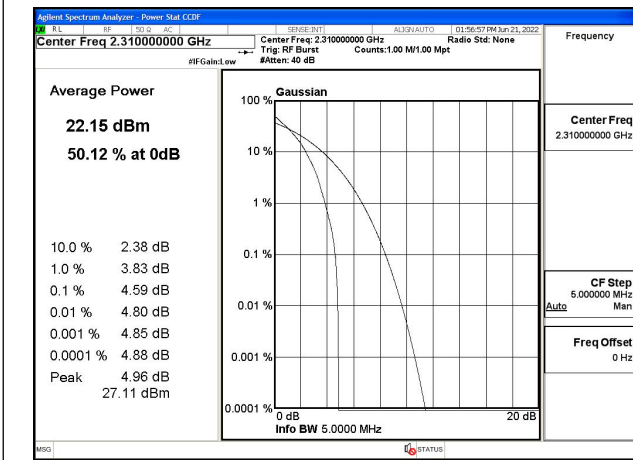 Agilent Spectrum Analyzer - Power Stat CCDF
RL RF 50 Ω AC SENSE:INT ALIGN AUTO 01:56:57 PM Jun 21, 2022
Center Freq 2.310000000 GHz
Center Freq: 2.310000000 GHz Radio Std: None
Trig: RF Burst Counts:1.00 M/1.00 Mpt
#IFGain:Low #Atten: 40 dB
Frequency
Average Power
22.15 dBm
50.12 % at 0dB
10.0 % 2.38 dB
1.0 % 3.83 dB
0.1 % 4.59 dB
0.01 % 4.80 dB
0.001 % 4.85 dB
0.0001 % 4.88 dB
Peak 4.96 dB
27.11 dBm
Gaussian
100 %
10 %
1 %
0.1 %
0.01 %
0.001 %
0.0001 %
0 dB 20 dB
Info BW 5.0000 MHz
Center Freq
2.310000000 GHz
CF Step
5.000000 MHz
Auto Man
Freq Offset
0 Hz
MSG STATUS